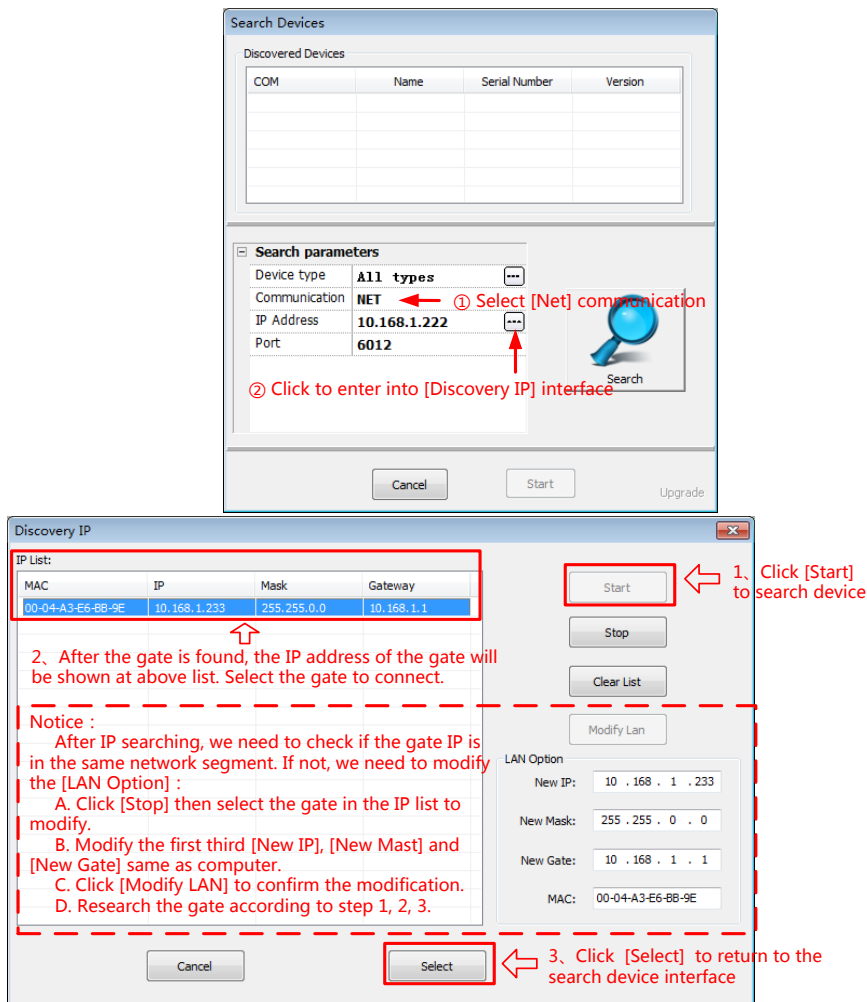 Search Devices
Discovered Devices
COM Name Serial Number Version
Search parameters
Device type All types
Communication NET
① Select [Net] communication
IP Address 10.168.1.222
Port 6012
② Click to enter into [Discovery IP] interface
Search
Cancel Start Upgrade
Discovery IP
IP List:
MAC IP Mask Gateway
00-04-A3-E6-BB-9E 10.168.1.233 255.255.0.0 10.168.1.1
Start
1、Click [Start]
to search device
Stop
2、After the gate is found, the IP address of the gate will
be shown at above list. Select the gate to connect.
Clear List
Notice :
After IP searching, we need to check if the gate IP is
in the same network segment. If not, we need to modify
the [LAN Option] :
A. Click [Stop] then select the gate in the IP list to
modify.
B. Modify the first third [New IP], [New Mast] and
[New Gate] same as computer.
C. Click [Modify LAN] to confirm the modification.
D. Research the gate according to step 1, 2, 3.
Modify Lan
LAN Option
New IP: 10 . 168 . 1 . 233
New Mask: 255 . 255 . 0 . 0
New Gate: 10 . 168 . 1 . 1
MAC: 00-04-A3-E6-BB-9E
Cancel Select
3、Click [Select] to return to the
search device interface